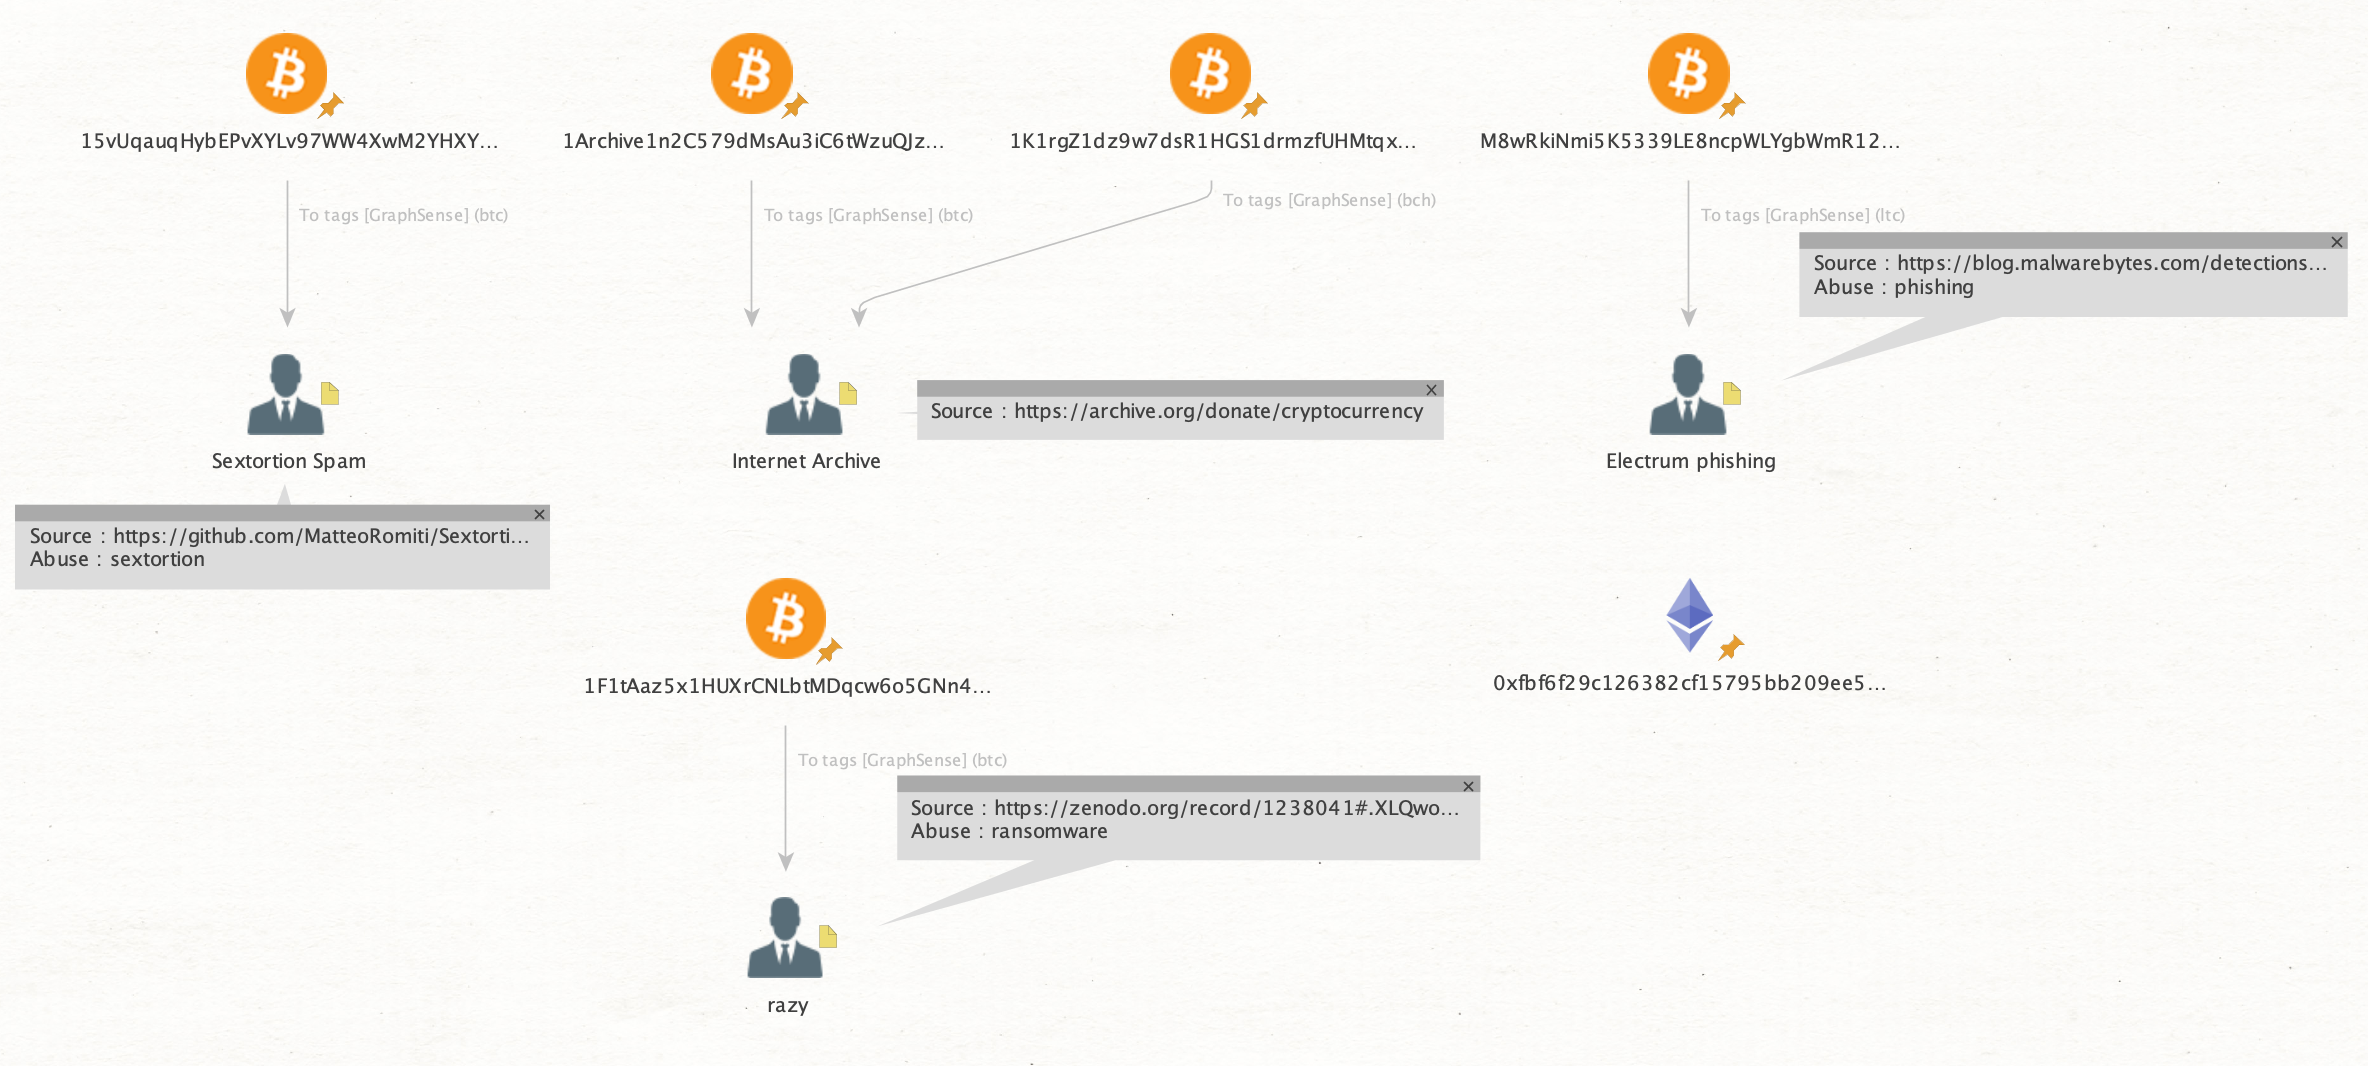 15vUqauqHybEPvXYLv97WW4XwM2YHXY...
1Archive1n2C579dMsAu3iC6tWzuQJz...
1K1rgZ1dz9w7dsR1HGS1drmzfUHMtqx...
M8wRkiNmi5K5339LE8ncpWLYgbWmR12...
To tags [GraphSense] (btc)
To tags [GraphSense] (btc)
To tags [GraphSense] (bch)
To tags [GraphSense] (ltc)
Source : https://blog.malwarebytes.com/detections...
Abuse : phishing
Source : https://archive.org/donate/cryptocurrency
Sextortion Spam
Internet Archive
Electrum phishing
Source : https://github.com/MatteoRomiti/Sextorti...
Abuse : sextortion
1F1tAaz5x1HUXrCNLbtMDqcw6o5GNn4...
0xfbf6f29c126382cf15795bb209ee5...
To tags [GraphSense] (btc)
Source : https://zenodo.org/record/1238041#.XLQwo...
Abuse : ransomware
razy